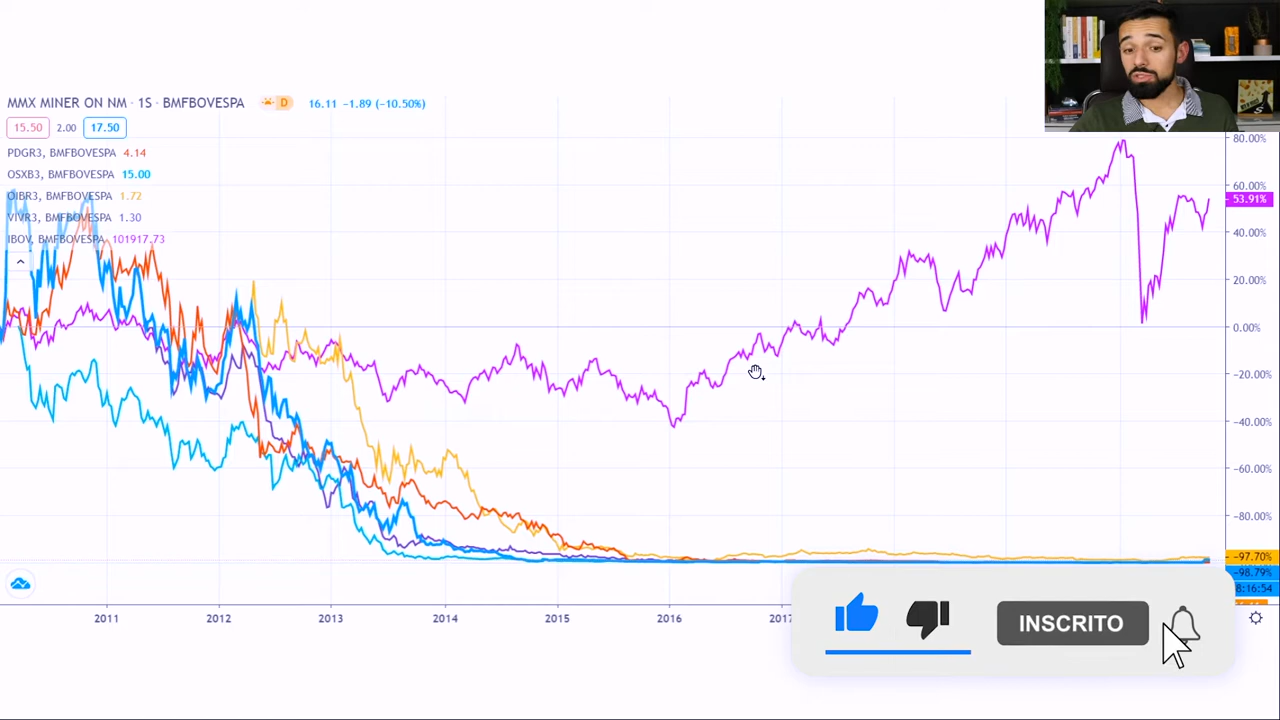 MMX MINER ON NM · 1S · BMFBOVESPA D 16.11 −1.89 (−10.50%)
15.50 2.00 17.50
PDGR3, BMFBOVESPA 4.14
OSXB3, BMFBOVESPA 15.00
OIBR3, BMFBOVESPA 1.72
VIVR3, BMFBOVESPA 1.30
IBOV, BMFBOVESPA 101917.73
80.00%
60.00%
53.91%
40.00%
20.00%
0.00%
−20.00%
−40.00%
−60.00%
−80.00%
−97.70%
−98.79%
8:16:54
2011 2012 2013 2014 2015 2016 2017
INSCRITO